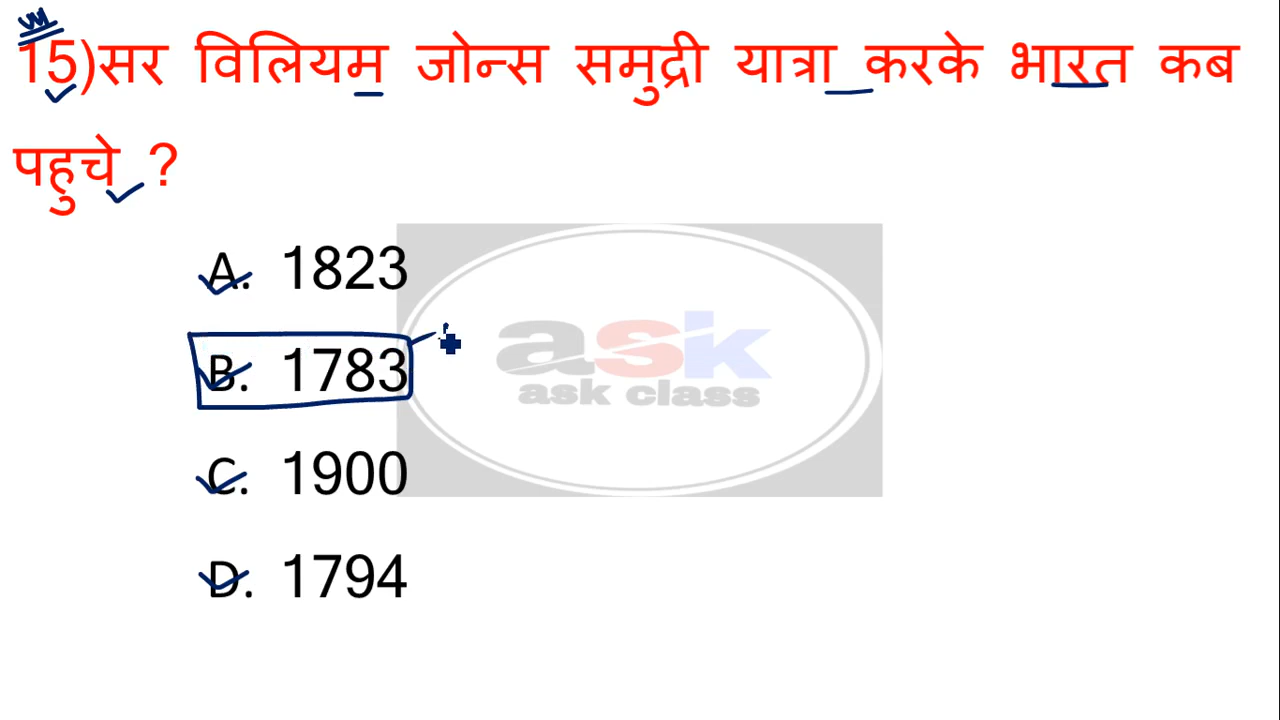 15)सर विलियम जोन्स समुद्री यात्रा करके भारत कब
पहुचे ?
A. 1823
B. 1783
C. 1900
D. 1794
ask
ask class